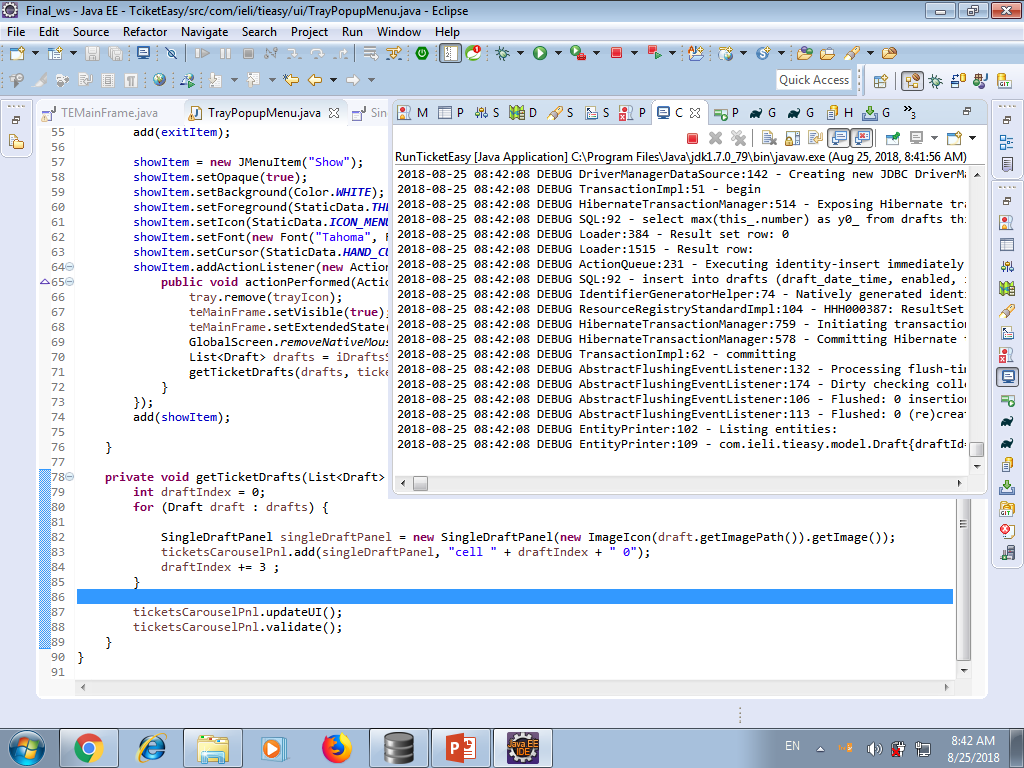 Final_ws - Java EE - TciketEasy/src/com/ieli/tieasy/ui/TrayPopupMenu.java - Eclipse
File Edit Source Refactor Navigate Search Project Run Window Help
Quick Access
TEMainFrame.java TrayPopupMenu.java Sin
M P S D S S P C P G G H G »3
RunTicketEasy [Java Application] C:\Program Files\Java\jdk1.7.0_79\bin\javaw.exe (Aug 25, 2018, 8:41:56 AM)
2018-08-25 08:42:08 DEBUG DriverManagerDataSource:142 - Creating new JDBC DriverMa
2018-08-25 08:42:08 DEBUG TransactionImpl:51 - begin
2018-08-25 08:42:08 DEBUG HibernateTransactionManager:514 - Exposing Hibernate tra
2018-08-25 08:42:08 DEBUG SQL:92 - select max(this_.number) as y0_ from drafts thi
2018-08-25 08:42:08 DEBUG Loader:384 - Result set row: 0
2018-08-25 08:42:08 DEBUG Loader:1515 - Result row:
2018-08-25 08:42:08 DEBUG ActionQueue:231 - Executing identity-insert immediately
2018-08-25 08:42:08 DEBUG SQL:92 - insert into drafts (draft_date_time, enabled, i
2018-08-25 08:42:08 DEBUG IdentifierGeneratorHelper:74 - Natively generated identi
2018-08-25 08:42:08 DEBUG ResourceRegistryStandardImpl:104 - HHH000387: ResultSet
2018-08-25 08:42:08 DEBUG HibernateTransactionManager:759 - Initiating transaction
2018-08-25 08:42:08 DEBUG HibernateTransactionManager:578 - Committing Hibernate t
2018-08-25 08:42:08 DEBUG TransactionImpl:62 - committing
2018-08-25 08:42:08 DEBUG AbstractFlushingEventListener:132 - Processing flush-tim
2018-08-25 08:42:08 DEBUG AbstractFlushingEventListener:174 - Dirty checking colle
2018-08-25 08:42:08 DEBUG AbstractFlushingEventListener:106 - Flushed: 0 insertion
2018-08-25 08:42:08 DEBUG AbstractFlushingEventListener:113 - Flushed: 0 (re)creat
2018-08-25 08:42:08 DEBUG EntityPrinter:102 - Listing entities:
2018-08-25 08:42:08 DEBUG EntityPrinter:109 - com.ieli.tieasy.model.Draft{draftId=
55 add(exitItem);
56
57 showItem = new JMenuItem("Show");
58 showItem.setOpaque(true);
59 showItem.setBackground(Color.WHITE);
60 showItem.setForeground(StaticData.THE
61 showItem.setIcon(StaticData.ICON_MENU
62 showItem.setFont(new Font("Tahoma", F
63 showItem.setCursor(StaticData.HAND_CU
64 showItem.addActionListener(new Action
65 public void actionPerformed(Actio
66 tray.remove(trayIcon);
67 teMainFrame.setVisible(true);
68 teMainFrame.setExtendedState(
69 GlobalScreen.removeNativeMous
70 List<Draft> drafts = iDraftsS
71 getTicketDrafts(drafts, ticke
72 }
73 });
74 add(showItem);
75
76 }
77
78 private void getTicketDrafts(List<Draft>
79 int draftIndex = 0;
80 for (Draft draft : drafts) {
81
82 SingleDraftPanel singleDraftPanel = new SingleDraftPanel(new ImageIcon(draft.getImagePath()).getImage());
83 ticketsCarouselPnl.add(singleDraftPanel, "cell " + draftIndex + " 0");
84 draftIndex += 3 ;
85 }
86
87 ticketsCarouselPnl.updateUI();
88 ticketsCarouselPnl.validate();
89 }
90 }
91
EN
8:42 AM
8/25/2018